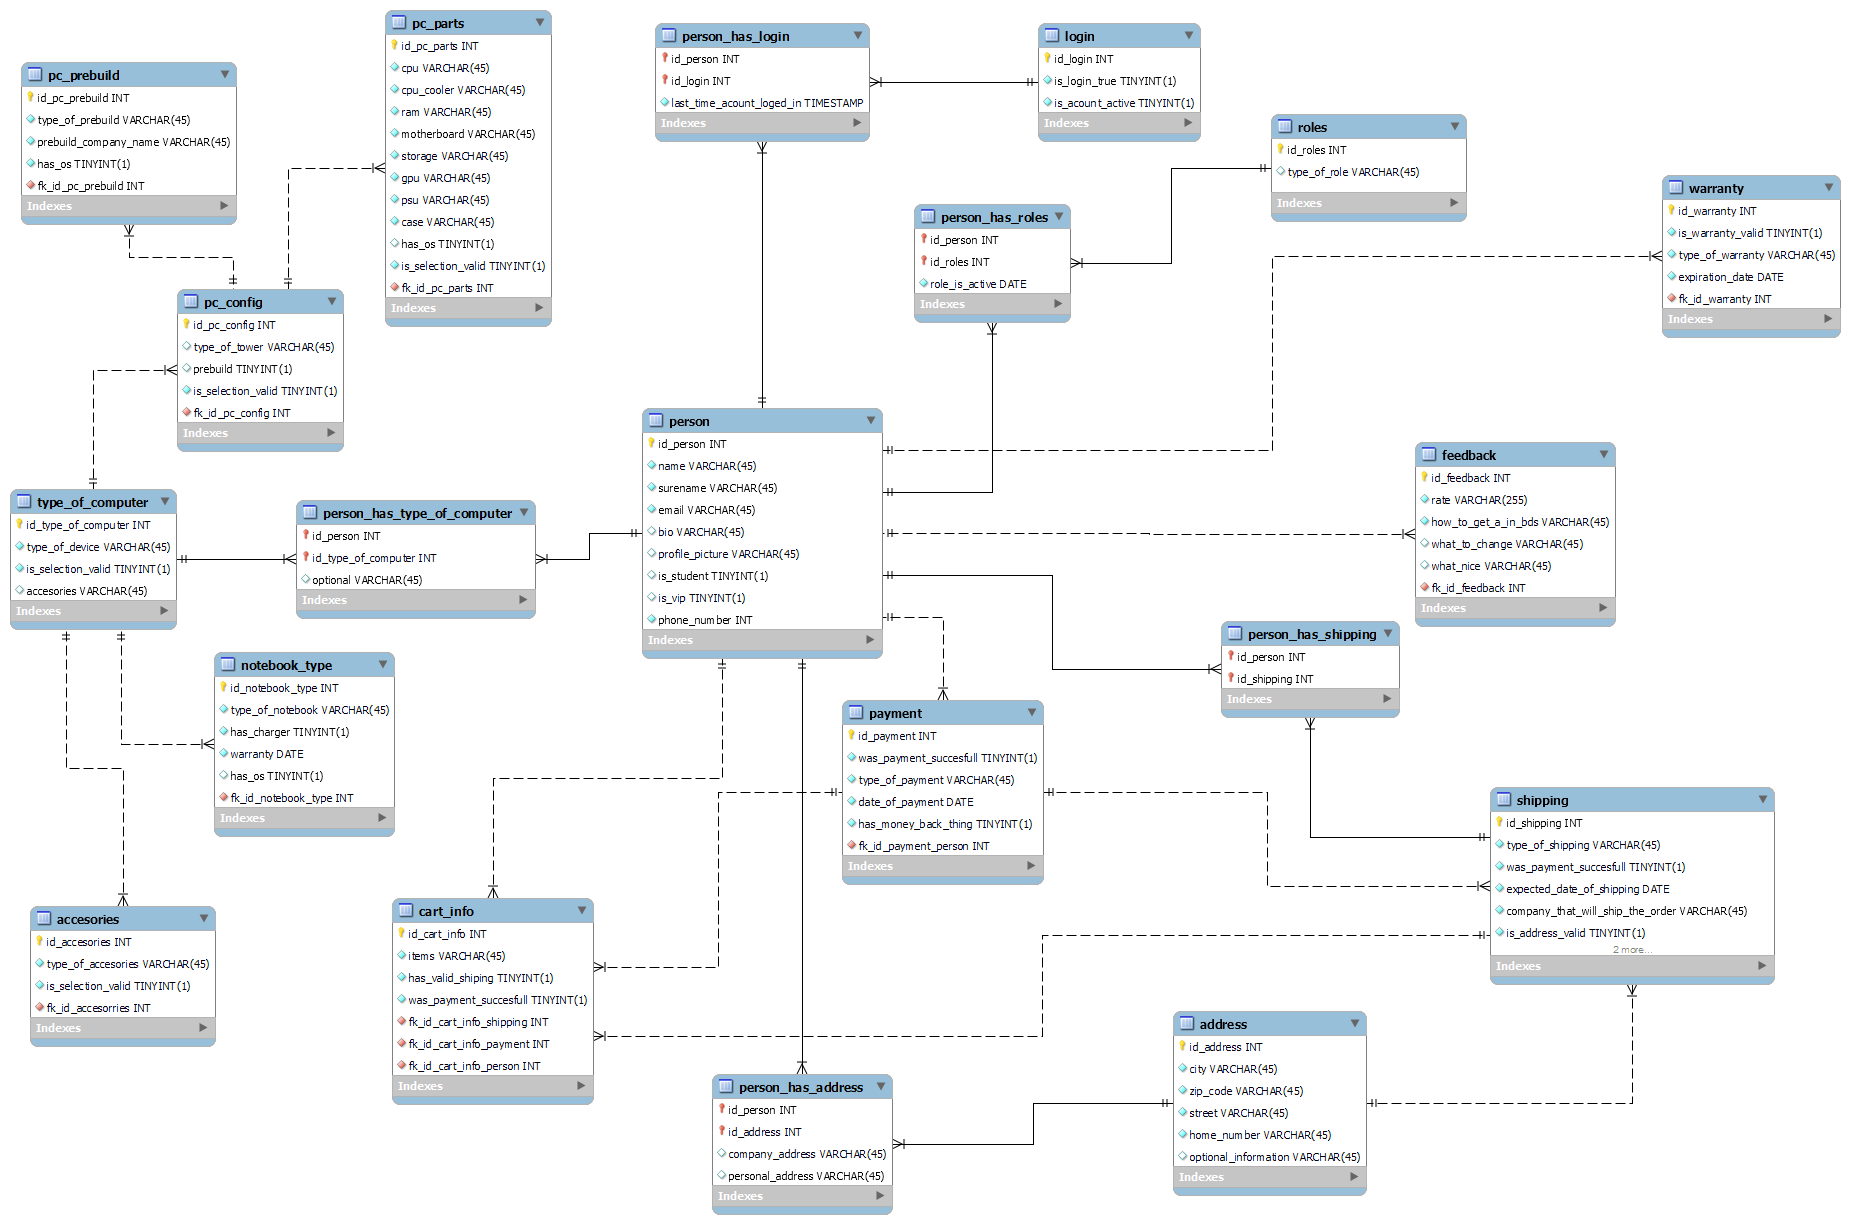 pc_parts
id_pc_parts INT
cpu VARCHAR(45)
cpu_cooler VARCHAR(45)
ram VARCHAR(45)
motherboard VARCHAR(45)
storage VARCHAR(45)
gpu VARCHAR(45)
psu VARCHAR(45)
case VARCHAR(45)
has_os TINYINT(1)
is_selection_valid TINYINT(1)
fk_id_pc_parts INT
Indexes
person_has_login
id_person INT
id_login INT
last_time_acount_loged_in TIMESTAMP
Indexes
login
id_login INT
is_login_true TINYINT(1)
is_acount_active TINYINT(1)
Indexes
pc_prebuild
id_pc_prebuild INT
type_of_prebuild VARCHAR(45)
prebuild_company_name VARCHAR(45)
has_os TINYINT(1)
fk_id_pc_prebuild INT
Indexes
roles
id_roles INT
type_of_role VARCHAR(45)
Indexes
warranty
id_warranty INT
is_warranty_valid TINYINT(1)
type_of_warranty VARCHAR(45)
expiration_date DATE
fk_id_warranty INT
Indexes
person_has_roles
id_person INT
id_roles INT
role_is_active DATE
Indexes
pc_config
id_pc_config INT
type_of_tower VARCHAR(45)
prebuild TINYINT(1)
is_selection_valid TINYINT(1)
fk_id_pc_config INT
Indexes
person
id_person INT
name VARCHAR(45)
surename VARCHAR(45)
email VARCHAR(45)
bio VARCHAR(45)
profile_picture VARCHAR(45)
is_student TINYINT(1)
is_vip TINYINT(1)
phone_number INT
Indexes
feedback
id_feedback INT
rate VARCHAR(255)
how_to_get_a_in_bds VARCHAR(45)
what_to_change VARCHAR(45)
what_nice VARCHAR(45)
fk_id_feedback INT
Indexes
type_of_computer
id_type_of_computer INT
type_of_device VARCHAR(45)
is_selection_valid TINYINT(1)
accesories VARCHAR(45)
Indexes
person_has_type_of_computer
id_person INT
id_type_of_computer INT
optional VARCHAR(45)
Indexes
person_has_shipping
id_person INT
id_shipping INT
Indexes
notebook_type
id_notebook_type INT
type_of_notebook VARCHAR(45)
has_charger TINYINT(1)
warranty DATE
has_os TINYINT(1)
fk_id_notebook_type INT
Indexes
payment
id_payment INT
was_payment_succesfull TINYINT(1)
type_of_payment VARCHAR(45)
date_of_payment DATE
has_money_back_thing TINYINT(1)
fk_id_payment_person INT
Indexes
shipping
id_shipping INT
type_of_shipping VARCHAR(45)
was_payment_succesfull TINYINT(1)
expected_date_of_shipping DATE
company_that_will_ship_the_order VARCHAR(45)
is_address_valid TINYINT(1)
2 more...
Indexes
cart_info
id_cart_info INT
items VARCHAR(45)
has_valid_shiping TINYINT(1)
was_payment_succesfull TINYINT(1)
fk_id_cart_info_shipping INT
fk_id_cart_info_payment INT
fk_id_cart_info_person INT
Indexes
accesories
id_accesories INT
type_of_accesories VARCHAR(45)
is_selection_valid TINYINT(1)
fk_id_accesorries INT
Indexes
address
id_address INT
city VARCHAR(45)
zip_code VARCHAR(45)
street VARCHAR(45)
home_number VARCHAR(45)
optional_information VARCHAR(45)
Indexes
person_has_address
id_person INT
id_address INT
company_address VARCHAR(45)
personal_address VARCHAR(45)
Indexes